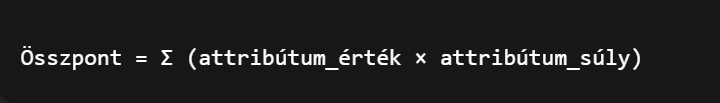 Összpont = Σ (attribútum_érték × attribútum_súly)